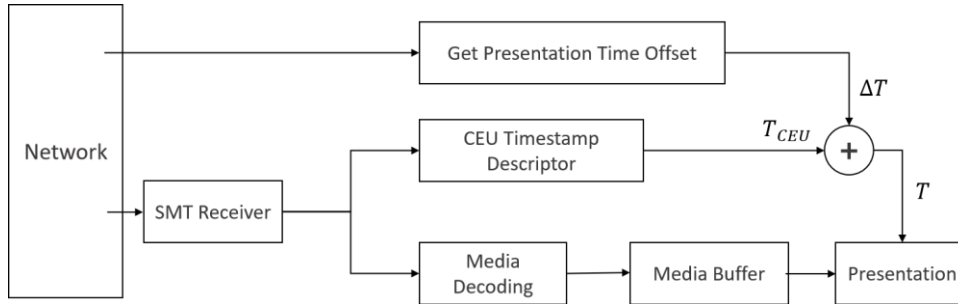 Get Presentation Time Offset
ΔT
Network
CEU Timestamp
Descriptor
T_CEU
+
T
SMT Receiver
Media
Decoding
Media Buffer
Presentation